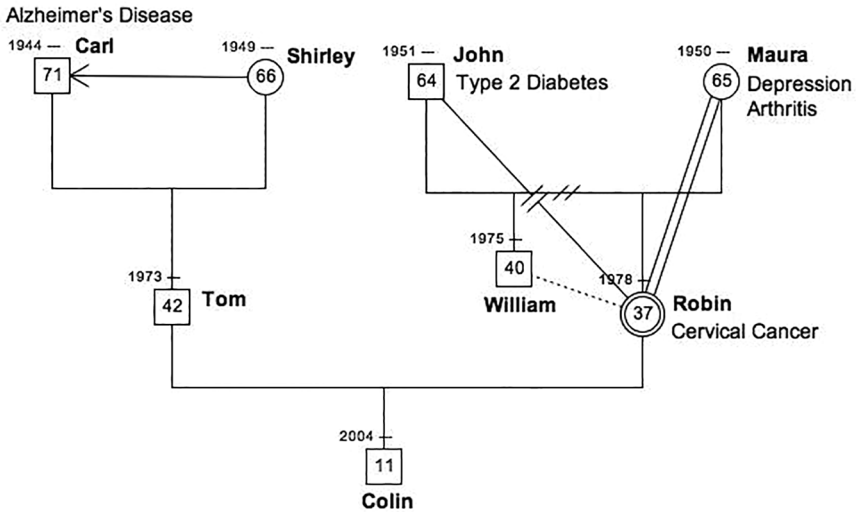 Alzheimer's Disease
1944 — Carl
1949 — Shirley
1951 — John
1950 — Maura
71
66
64
Type 2 Diabetes
65
Depression
Arthritis
1975
40
William
1973
42
Tom
1978
37
Robin
Cervical Cancer
2004
11
Colin